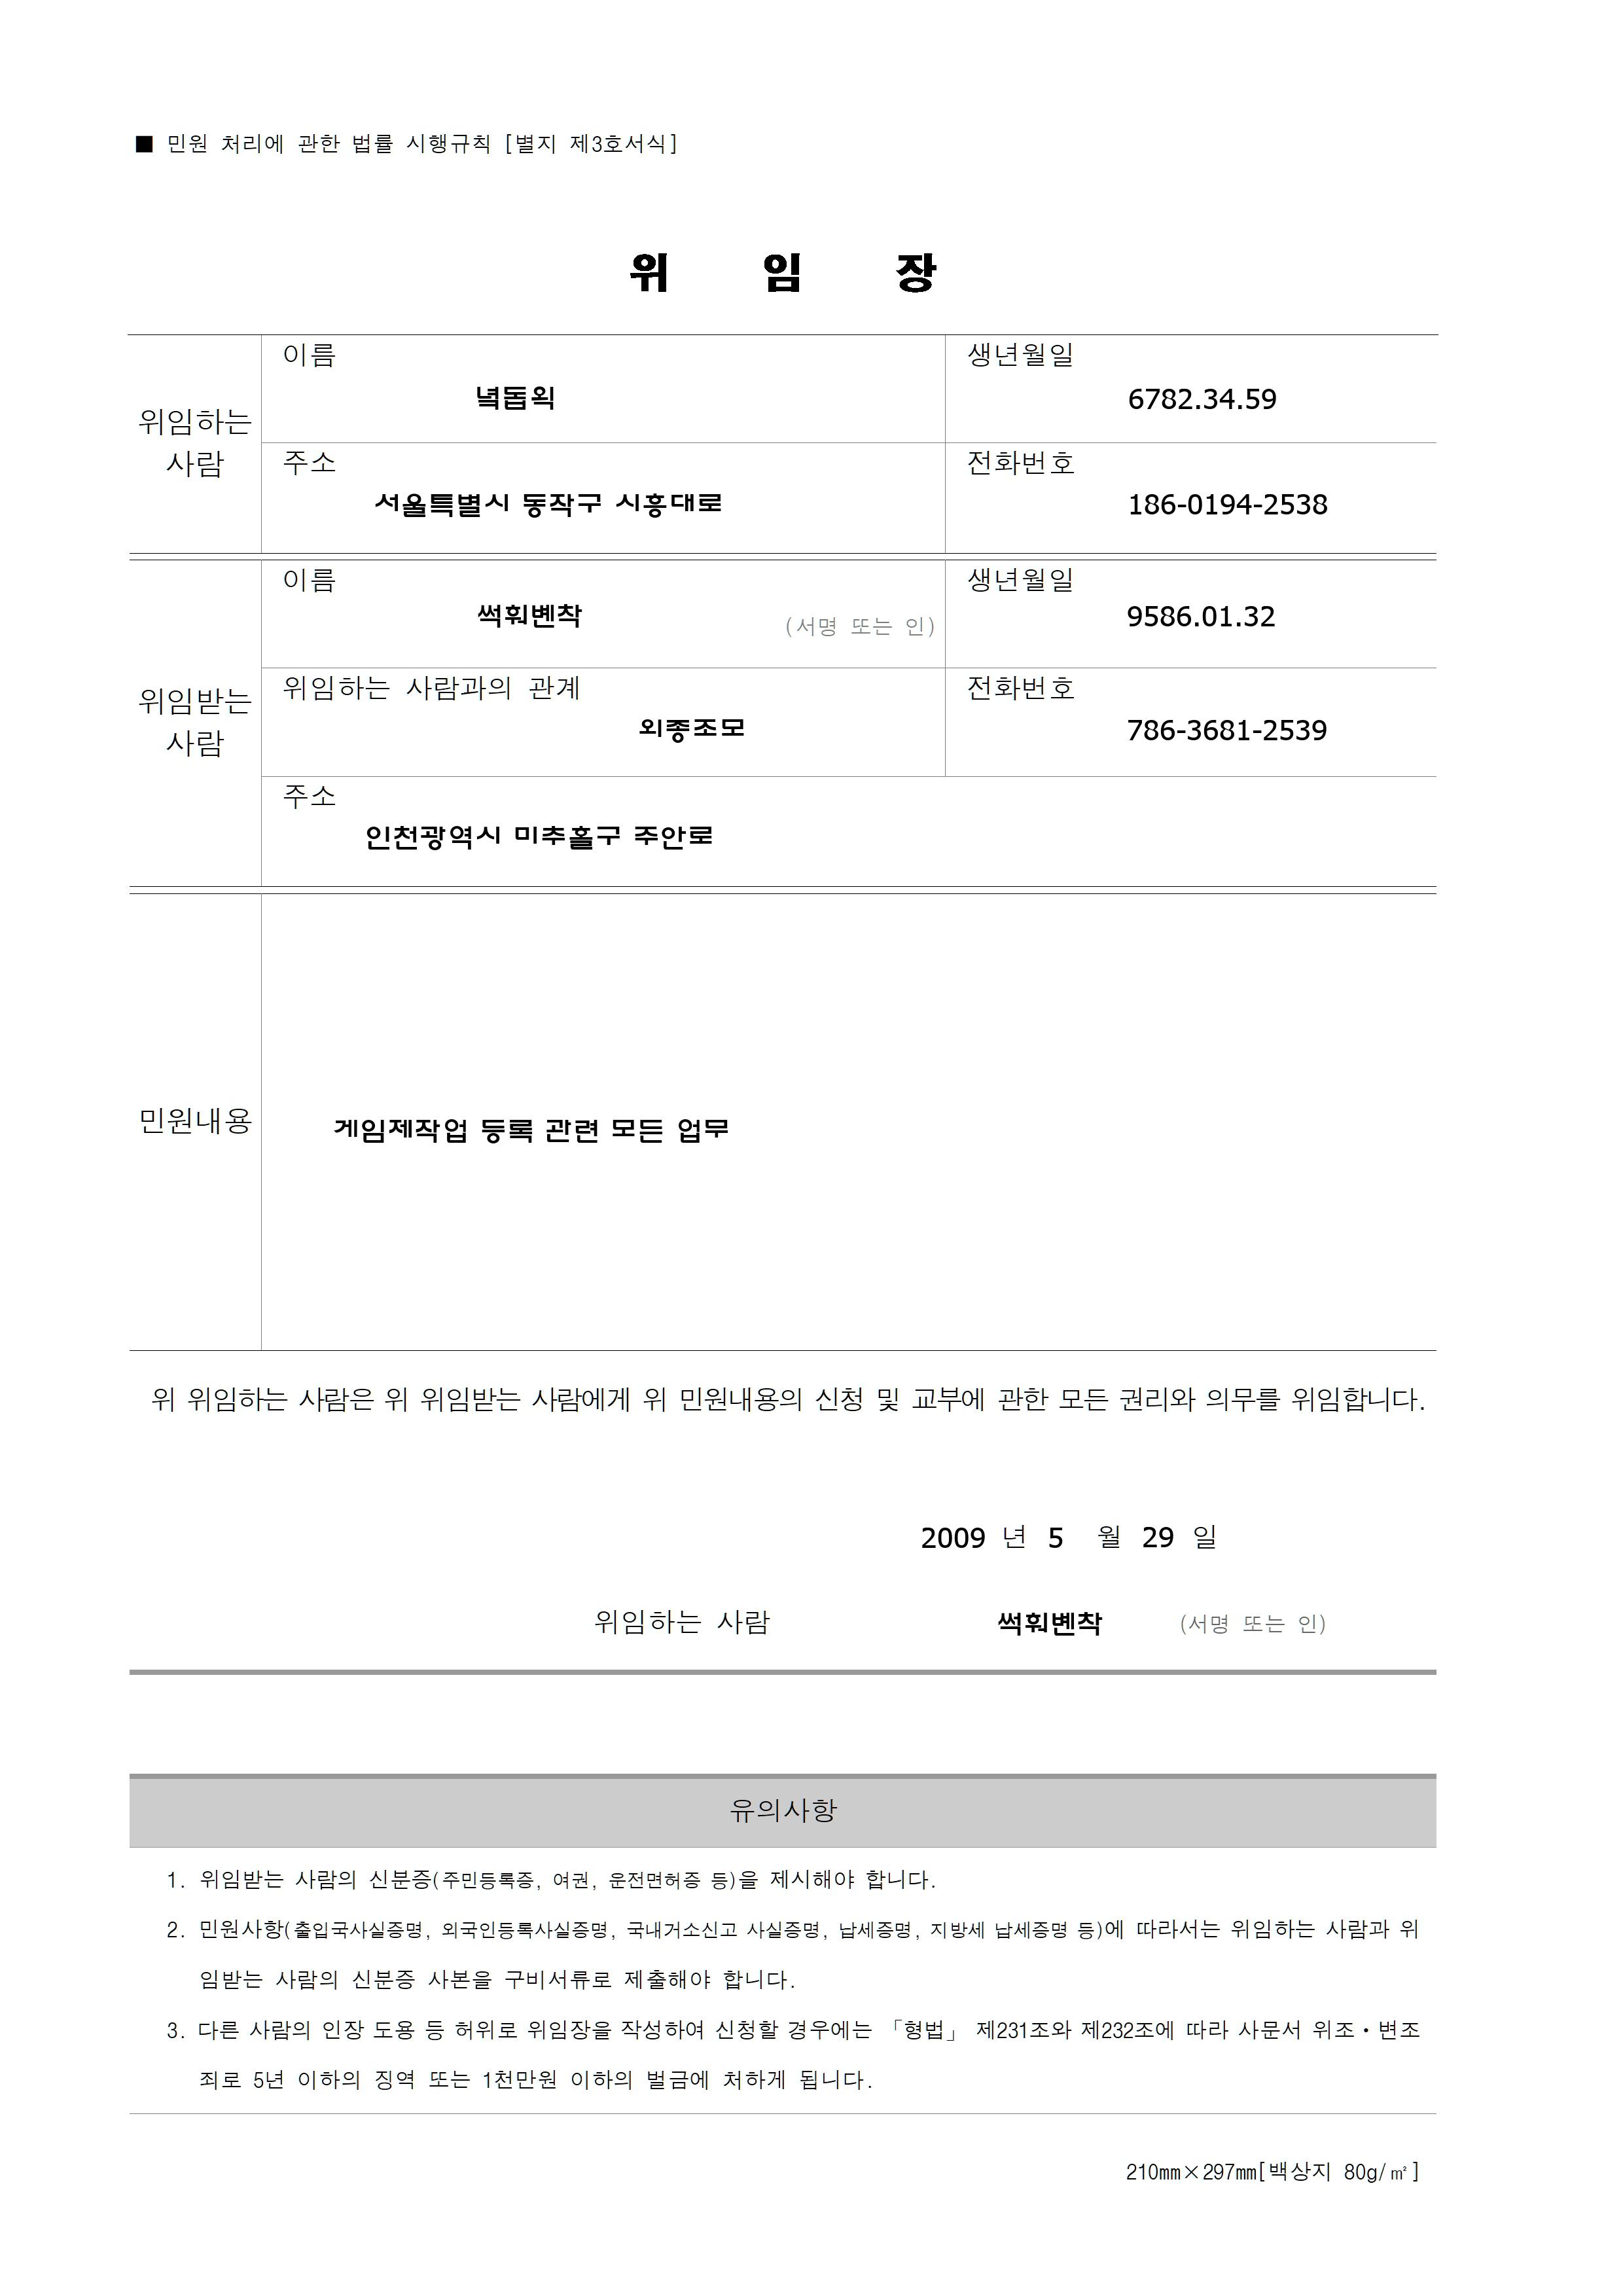 ■ 민원 처리에 관한 법률 시행규칙 [별지 제3호서식]
위 임 장
위임하는 사람
이름
녘돕왹
생년월일
6782.34.59
주소
서울특별시 동작구 시흥대로
전화번호
186-0194-2538
위임받는 사람
이름
썩훠볜착
(서명 또는 인)
생년월일
9586.01.32
위임하는 사람과의 관계
외종조모
전화번호
786-3681-2539
주소
인천광역시 미추홀구 주안로
민원내용
게임제작업 등록 관련 모든 업무
위 위임하는 사람은 위 위임받는 사람에게 위 민원내용의 신청 및 교부에 관한 모든 권리와 의무를 위임합니다.
2009 년 5 월 29 일
위임하는 사람 썩훠볜착 (서명 또는 인)
유의사항
1. 위임받는 사람의 신분증(주민등록증, 여권, 운전면허증 등)을 제시해야 합니다.
2. 민원사항(출입국사실증명, 외국인등록사실증명, 국내거소신고 사실증명, 납세증명, 지방세 납세증명 등)에 따라서는 위임하는 사람과 위
임받는 사람의 신분증 사본을 구비서류로 제출해야 합니다.
3. 다른 사람의 인장 도용 등 허위로 위임장을 작성하여 신청할 경우에는 「형법」 제231조와 제232조에 따라 사문서 위조·변조
죄로 5년 이하의 징역 또는 1천만원 이하의 벌금에 처하게 됩니다.
210㎜×297㎜[백상지 80g/㎡]